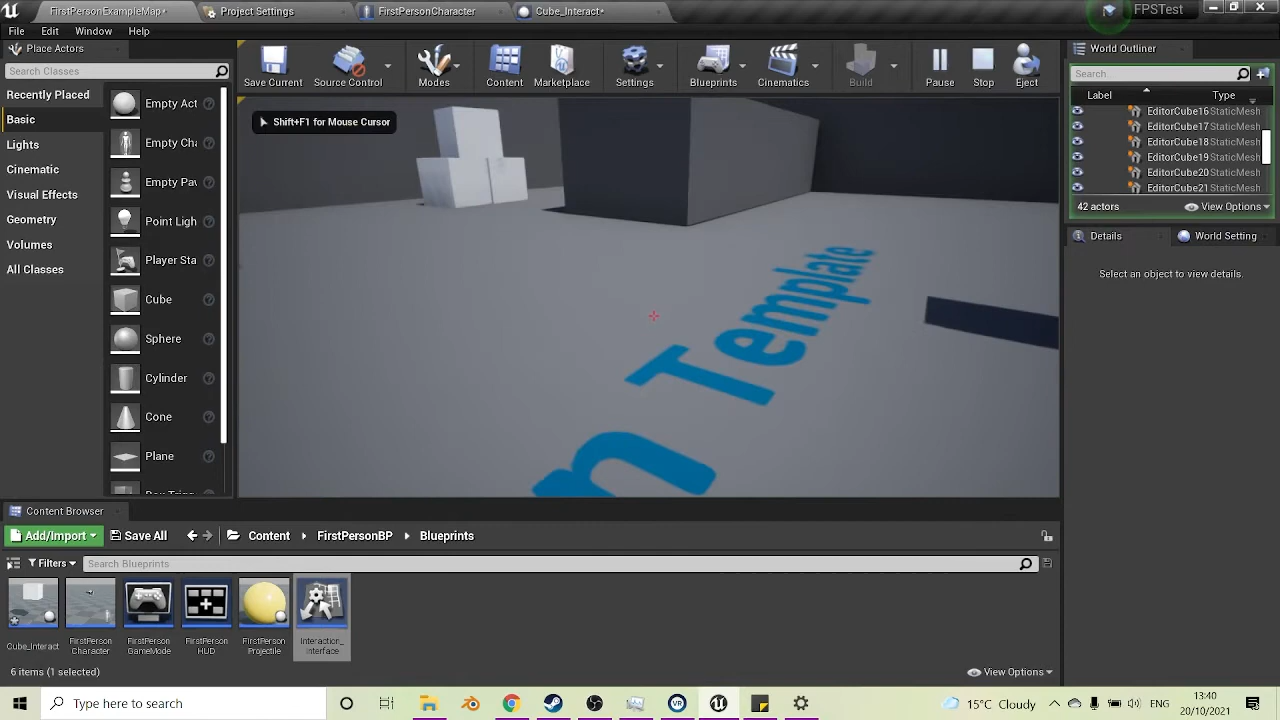 FirstPersonExampleMap•
Project Settings
FirstPersonCharacter
Cube_Interact•
FPSTest
File Edit Window Help
Place Actors
Search Classes
Recently Placed
Basic
Lights
Cinematic
Visual Effects
Geometry
Volumes
All Classes
Empty Act
Empty Cha
Empty Pav
Point Ligh
Player Sta
Cube
Sphere
Cylinder
Cone
Plane
Save Current
Source Control
Modes
Content
Marketplace
Settings
Blueprints
Cinematics
Build
Pause
Stop
Eject
Shift+F1 for Mouse Cursor
n Template
World Outliner
Search...
Label Type
EditorCube16 StaticMesh
EditorCube17 StaticMesh
EditorCube18 StaticMesh
EditorCube19 StaticMesh
EditorCube20 StaticMesh
EditorCube21 StaticMesh
42 actors View Options
Details World Setting
Select an object to view details.
Content Browser
Add/Import Save All Content FirstPersonBP Blueprints
Filters Search Blueprints
Cube_Interact
FirstPerson
Character
FirstPerson
GameMode
FirstPerson
HUD
FirstPerson
Projectile
Interaction_
Interface
6 items (1 selected)
View Options
Type here to search
15°C Cloudy
ENG
13:40
20/10/2021